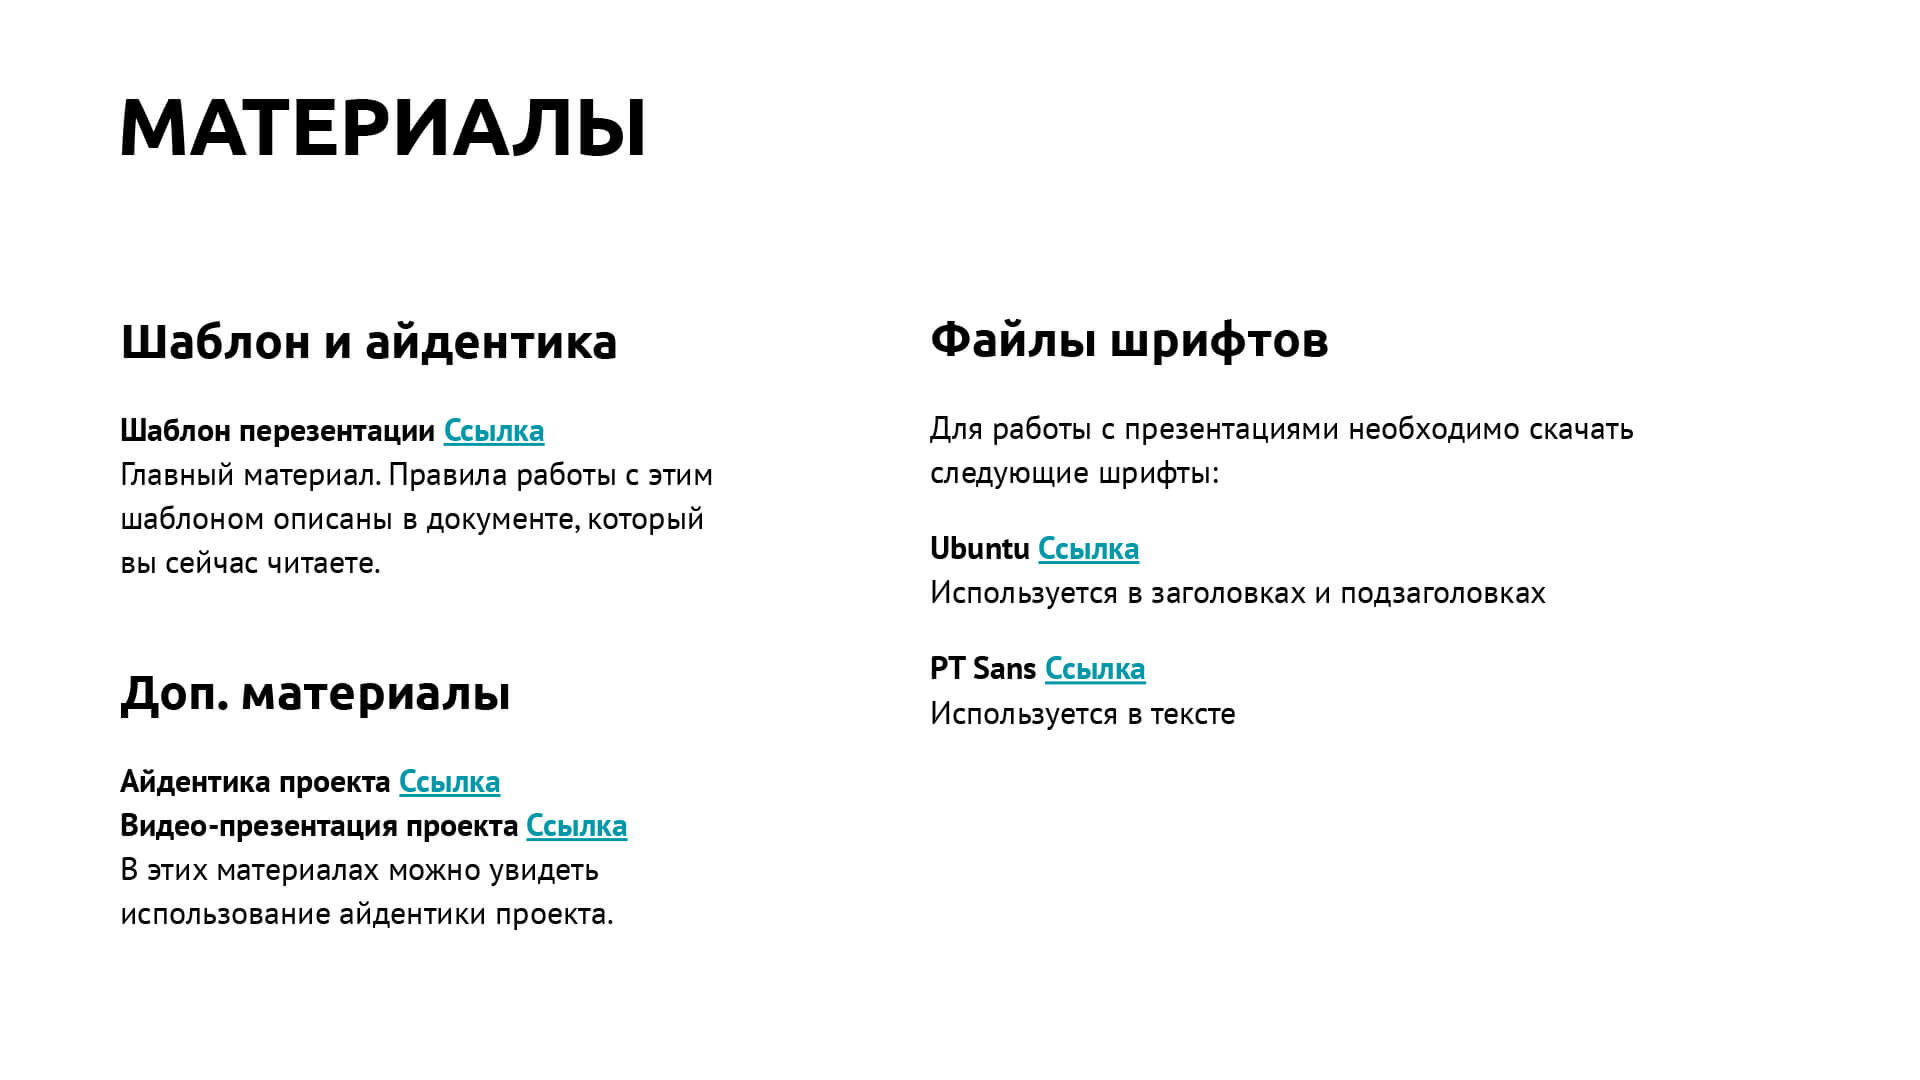 МАТЕРИАЛЫ
Шаблон и айдентика
Шаблон перезентации Ссылка
Главный материал. Правила работы с этим
шаблоном описаны в документе, который
вы сейчас читаете.
Доп. материалы
Айдентика проекта Ссылка
Видео-презентация проекта Ссылка
В этих материалах можно увидеть
использование айдентики проекта.
Файлы шрифтов
Для работы с презентациями необходимо скачать
следующие шрифты:
Ubuntu Ссылка
Используется в заголовках и подзаголовках
PT Sans Ссылка
Используется в тексте